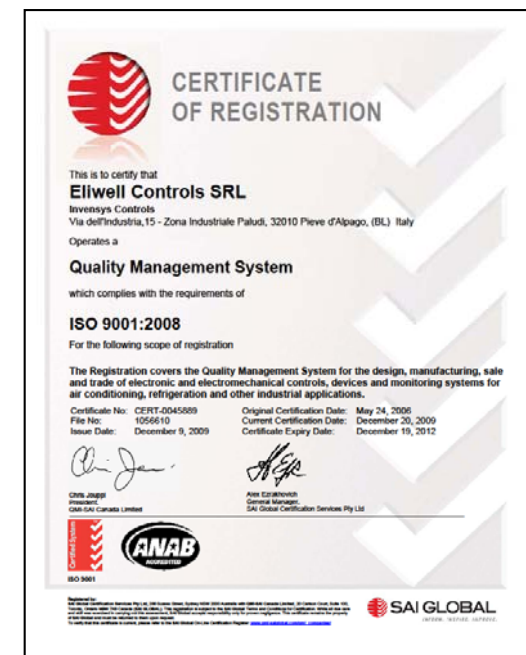 CERTIFICATE
OF REGISTRATION
This is to certify that
Eliwell Controls SRL
Invensys Controls
Via dell'Industria,15 - Zona Industriale Paludi, 32010 Pieve d'Alpago, (BL) Italy
Operates a
Quality Management System
which complies with the requirements of
ISO 9001:2008
For the following scope of registration
The Registration covers the Quality Management System for the design, manufacturing, sale
and trade of electronic and electromechanical controls, devices and monitoring systems for
air conditioning, refrigeration and other industrial applications.
Certificate No: CERT-0045889 Original Certification Date: May 24, 2006
File No: 1056610 Current Certification Date: December 20, 2009
Issue Date: December 9, 2009 Certificate Expiry Date: December 19, 2012
Chris Jouppi
President,
QMI-SAI Canada Limited
Alex Ezrakhovich
General Manager,
SAI Global Certification Services Pty Ltd
Certified System
ANAB
ACCREDITED
ISO 9001
Registered by:
SAI GLOBAL